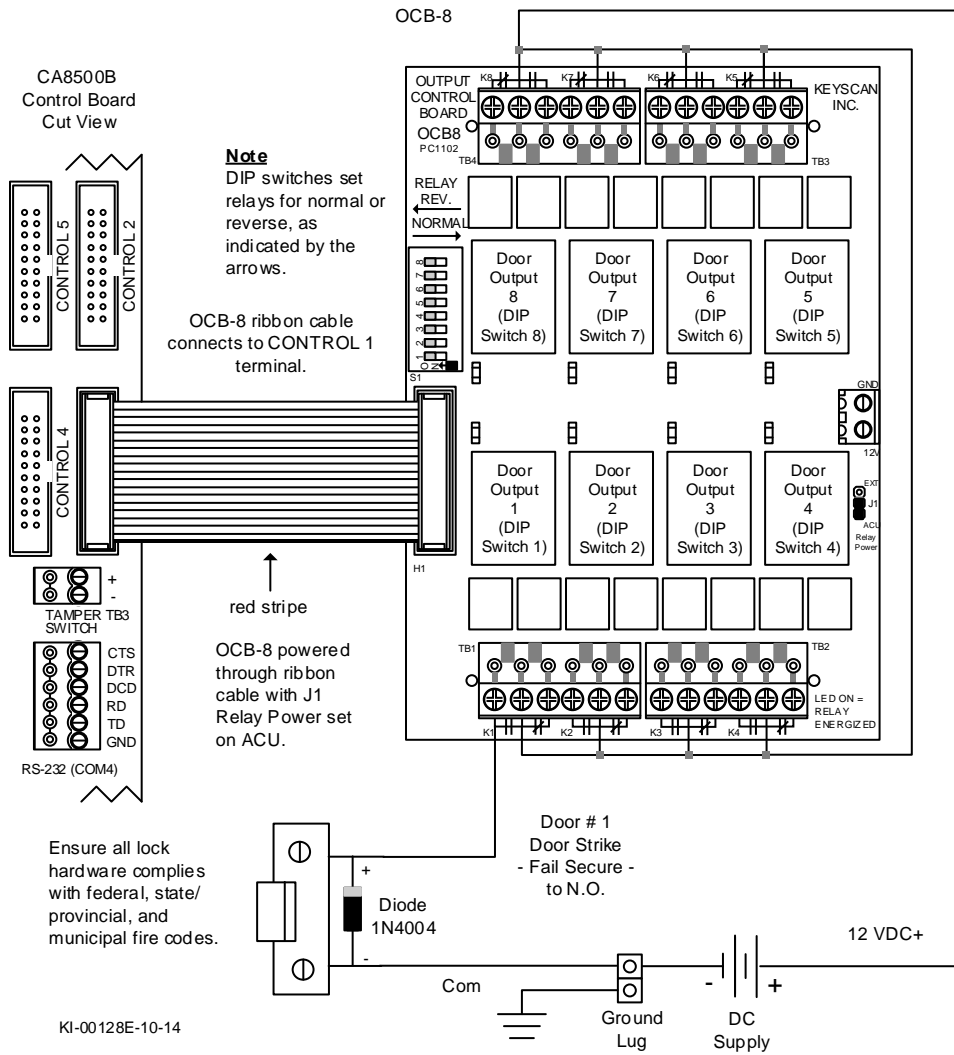 OCB-8
CA8500B
Control Board
Cut View
CONTROL 5
CONTROL 2
Note
DIP switches set
relays for normal or
reverse, as
indicated by the
arrows.
OCB-8 ribbon cable
connects to CONTROL 1
terminal.
OUTPUT
CONTROL
BOARD
OCB8
PC1102
K8
K7
K6
K5
KEYSCAN
INC.
TB4
TB3
RELAY
REV.
NORMAL
8
7
6
5
4
3
2
1
ON
S1
Door
Output
8
(DIP
Switch 8)
Door
Output
7
(DIP
Switch 7)
Door
Output
6
(DIP
Switch 6)
Door
Output
5
(DIP
Switch 5)
GND
12V
CONTROL 4
H1
Door
Output
1
(DIP
Switch 1)
Door
Output
2
(DIP
Switch 2)
Door
Output
3
(DIP
Switch 3)
Door
Output
4
(DIP
Switch 4)
EXT
J1
ACU
Relay
Power
+
-
TAMPER TB3
SWITCH
CTS
DTR
DCD
RD
TD
GND
RS-232 (COM4)
red stripe
OCB-8 powered
through ribbon
cable with J1
Relay Power set
on ACU.
TB1
TB2
K1
K2
K3
K4
LED ON =
RELAY
ENERGIZED
Ensure all lock
hardware complies
with federal, state/
provincial, and
municipal fire codes.
+
Diode
1N4004
-
Door # 1
Door Strike
- Fail Secure -
to N.O.
Com
Ground
Lug
- +
DC
Supply
12 VDC+
KI-00128E-10-14